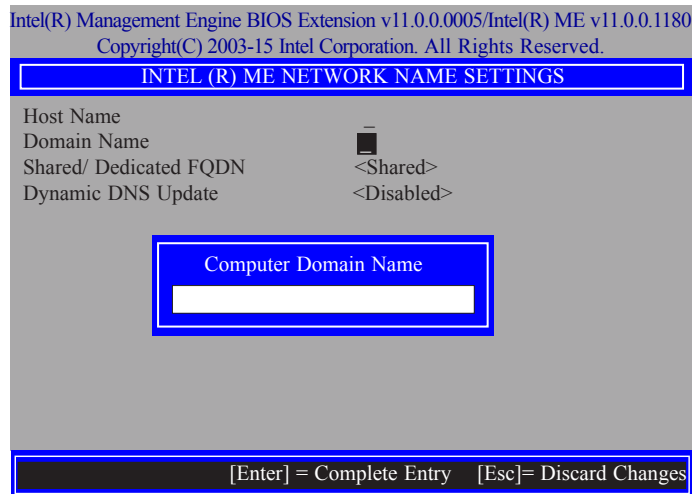 Intel(R) Management Engine BIOS Extension v11.0.0.0005/Intel(R) ME v11.0.0.1180
Copyright(C) 2003-15 Intel Corporation. All Rights Reserved.
INTEL (R) ME NETWORK NAME SETTINGS
Host Name _
Domain Name _
Shared/ Dedicated FQDN <Shared>
Dynamic DNS Update <Disabled>
Computer Domain Name
[Enter] = Complete Entry [Esc]= Discard Changes